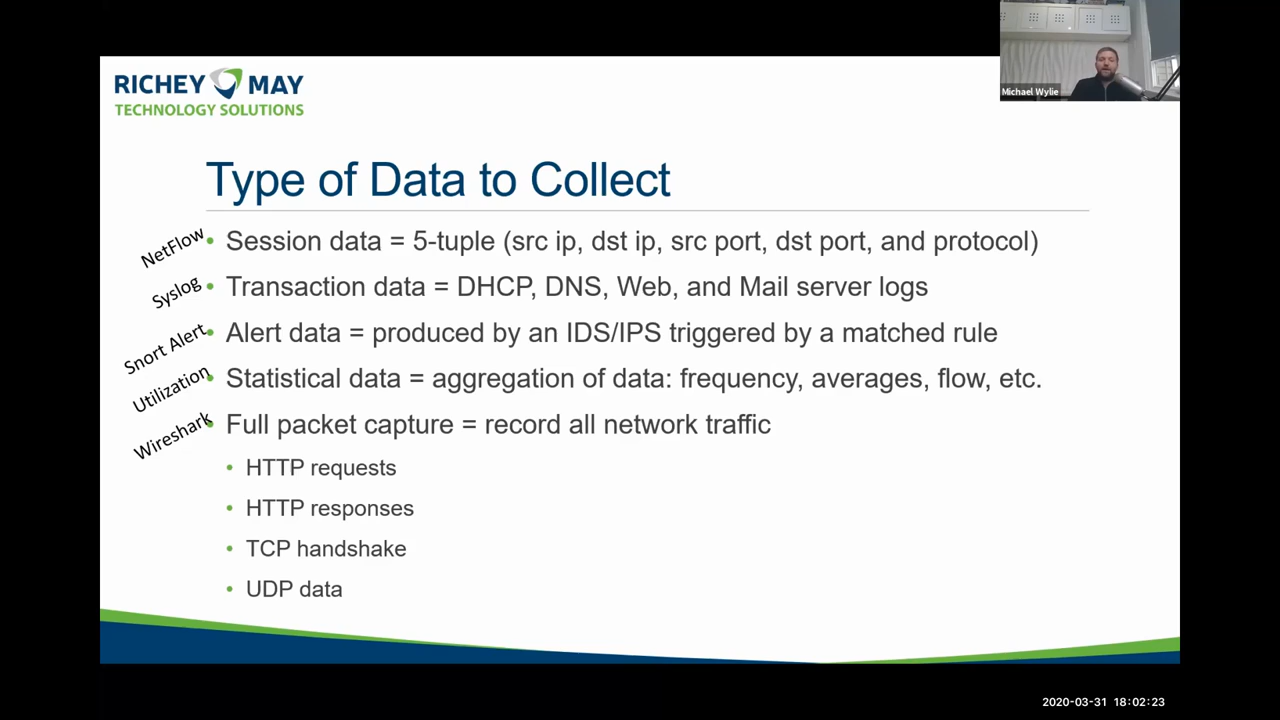 RICHEY MAY
TECHNOLOGY SOLUTIONS
Michael Wylie
Type of Data to Collect
NetFlow
• Session data = 5-tuple (src ip, dst ip, src port, dst port, and protocol)
Syslog
• Transaction data = DHCP, DNS, Web, and Mail server logs
Snort Alert
• Alert data = produced by an IDS/IPS triggered by a matched rule
Utilization
• Statistical data = aggregation of data: frequency, averages, flow, etc.
Wireshark
• Full packet capture = record all network traffic
• HTTP requests
• HTTP responses
• TCP handshake
• UDP data
2020-03-31 18:02:23